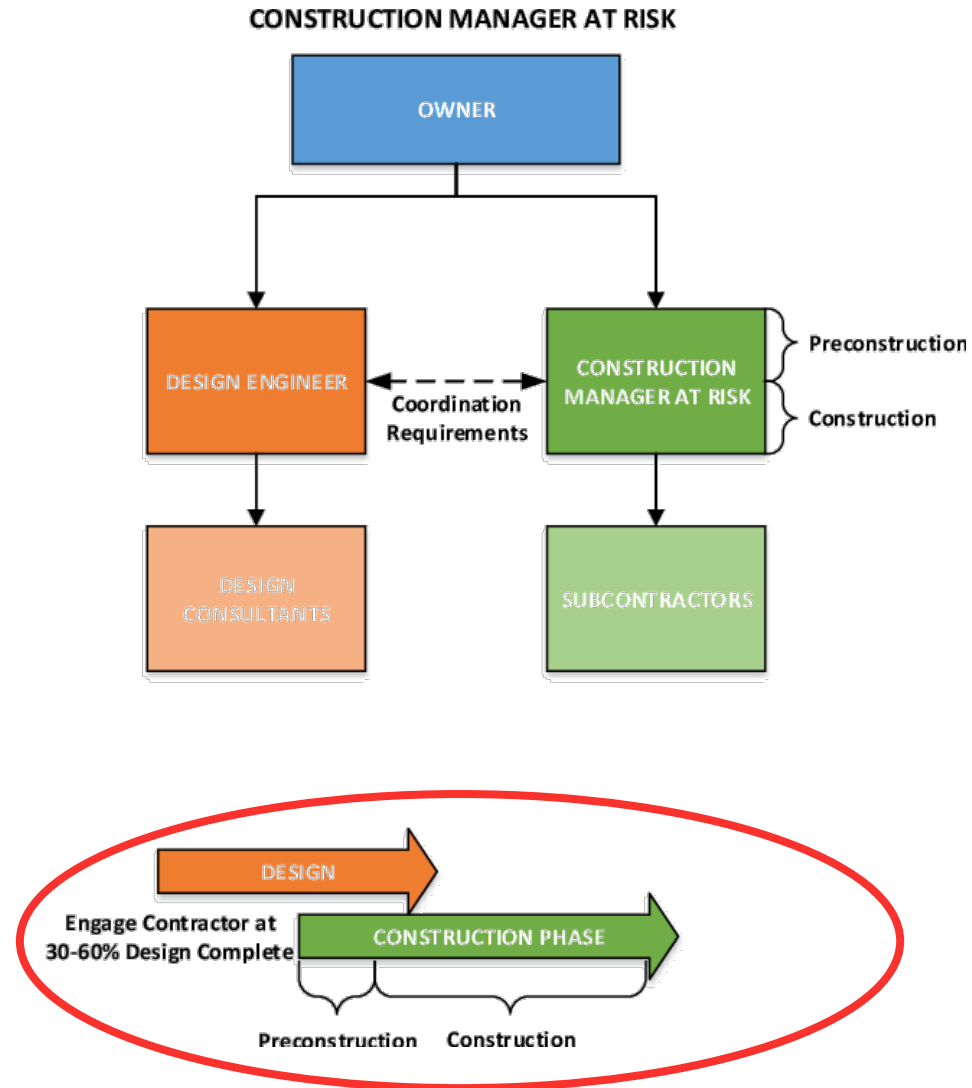 CONSTRUCTION MANAGER AT RISK
OWNER
DESIGN ENGINEER
Coordination
Requirements
CONSTRUCTION
MANAGER AT RISK
Preconstruction
Construction
DESIGN
CONSULTANTS
SUBCONTRACTORS
DESIGN
Engage Contractor at
30-60% Design Complete
CONSTRUCTION PHASE
Preconstruction
Construction